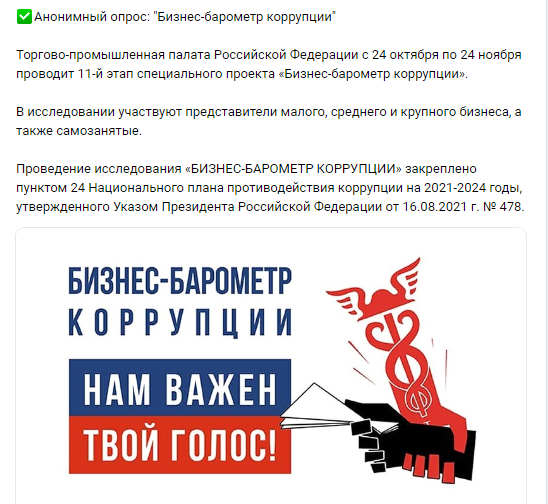 ✅Анонимный опрос: "Бизнес-барометр коррупции"
Торгово-промышленная палата Российской Федерации с 24 октября по 24 ноября
проводит 11-й этап специального проекта «Бизнес-барометр коррупции».
В исследовании участвуют представители малого, среднего и крупного бизнеса, а
также самозанятые.
Проведение исследования «БИЗНЕС-БАРОМЕТР КОРРУПЦИИ» закреплено
пунктом 24 Национального плана противодействия коррупции на 2021-2024 годы,
утвержденного Указом Президента Российской Федерации от 16.08.2021 г. № 478.
БИЗНЕС-БАРОМЕТР
КОРРУПЦИИ
НАМ ВАЖЕН
ТВОЙ ГОЛОС!